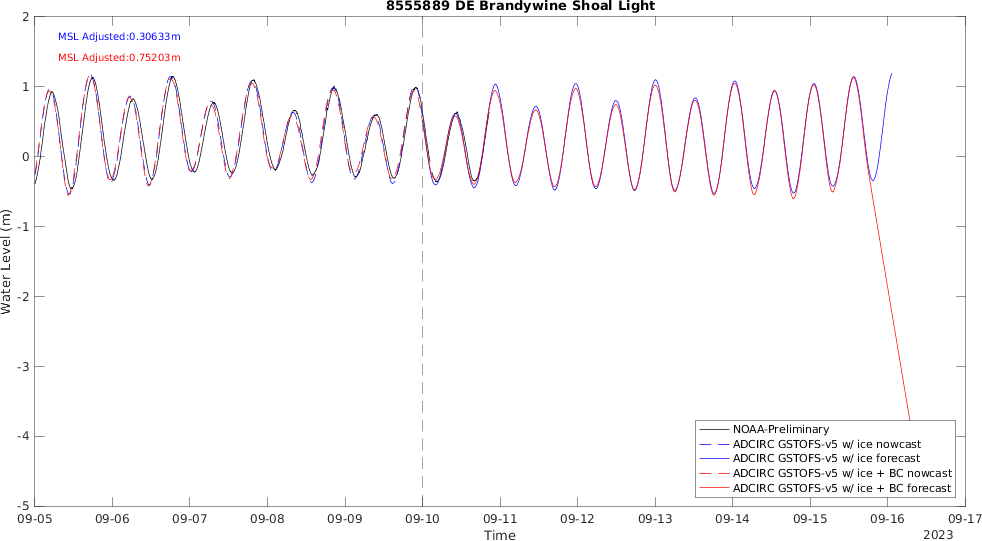 8555889 DE Brandywine Shoal Light
MSL Adjusted:0.30633m
MSL Adjusted:0.75203m
Water Level (m)
2
1
0
-1
-2
-3
-4
-5
NOAA-Preliminary
ADCIRC GSTOFS-v5 w/ ice nowcast
ADCIRC GSTOFS-v5 w/ ice forecast
ADCIRC GSTOFS-v5 w/ ice + BC nowcast
ADCIRC GSTOFS-v5 w/ ice + BC forecast
09-05 09-06 09-07 09-08 09-09 09-10 09-11 09-12 09-13 09-14 09-15 09-16 09-17
Time
2023